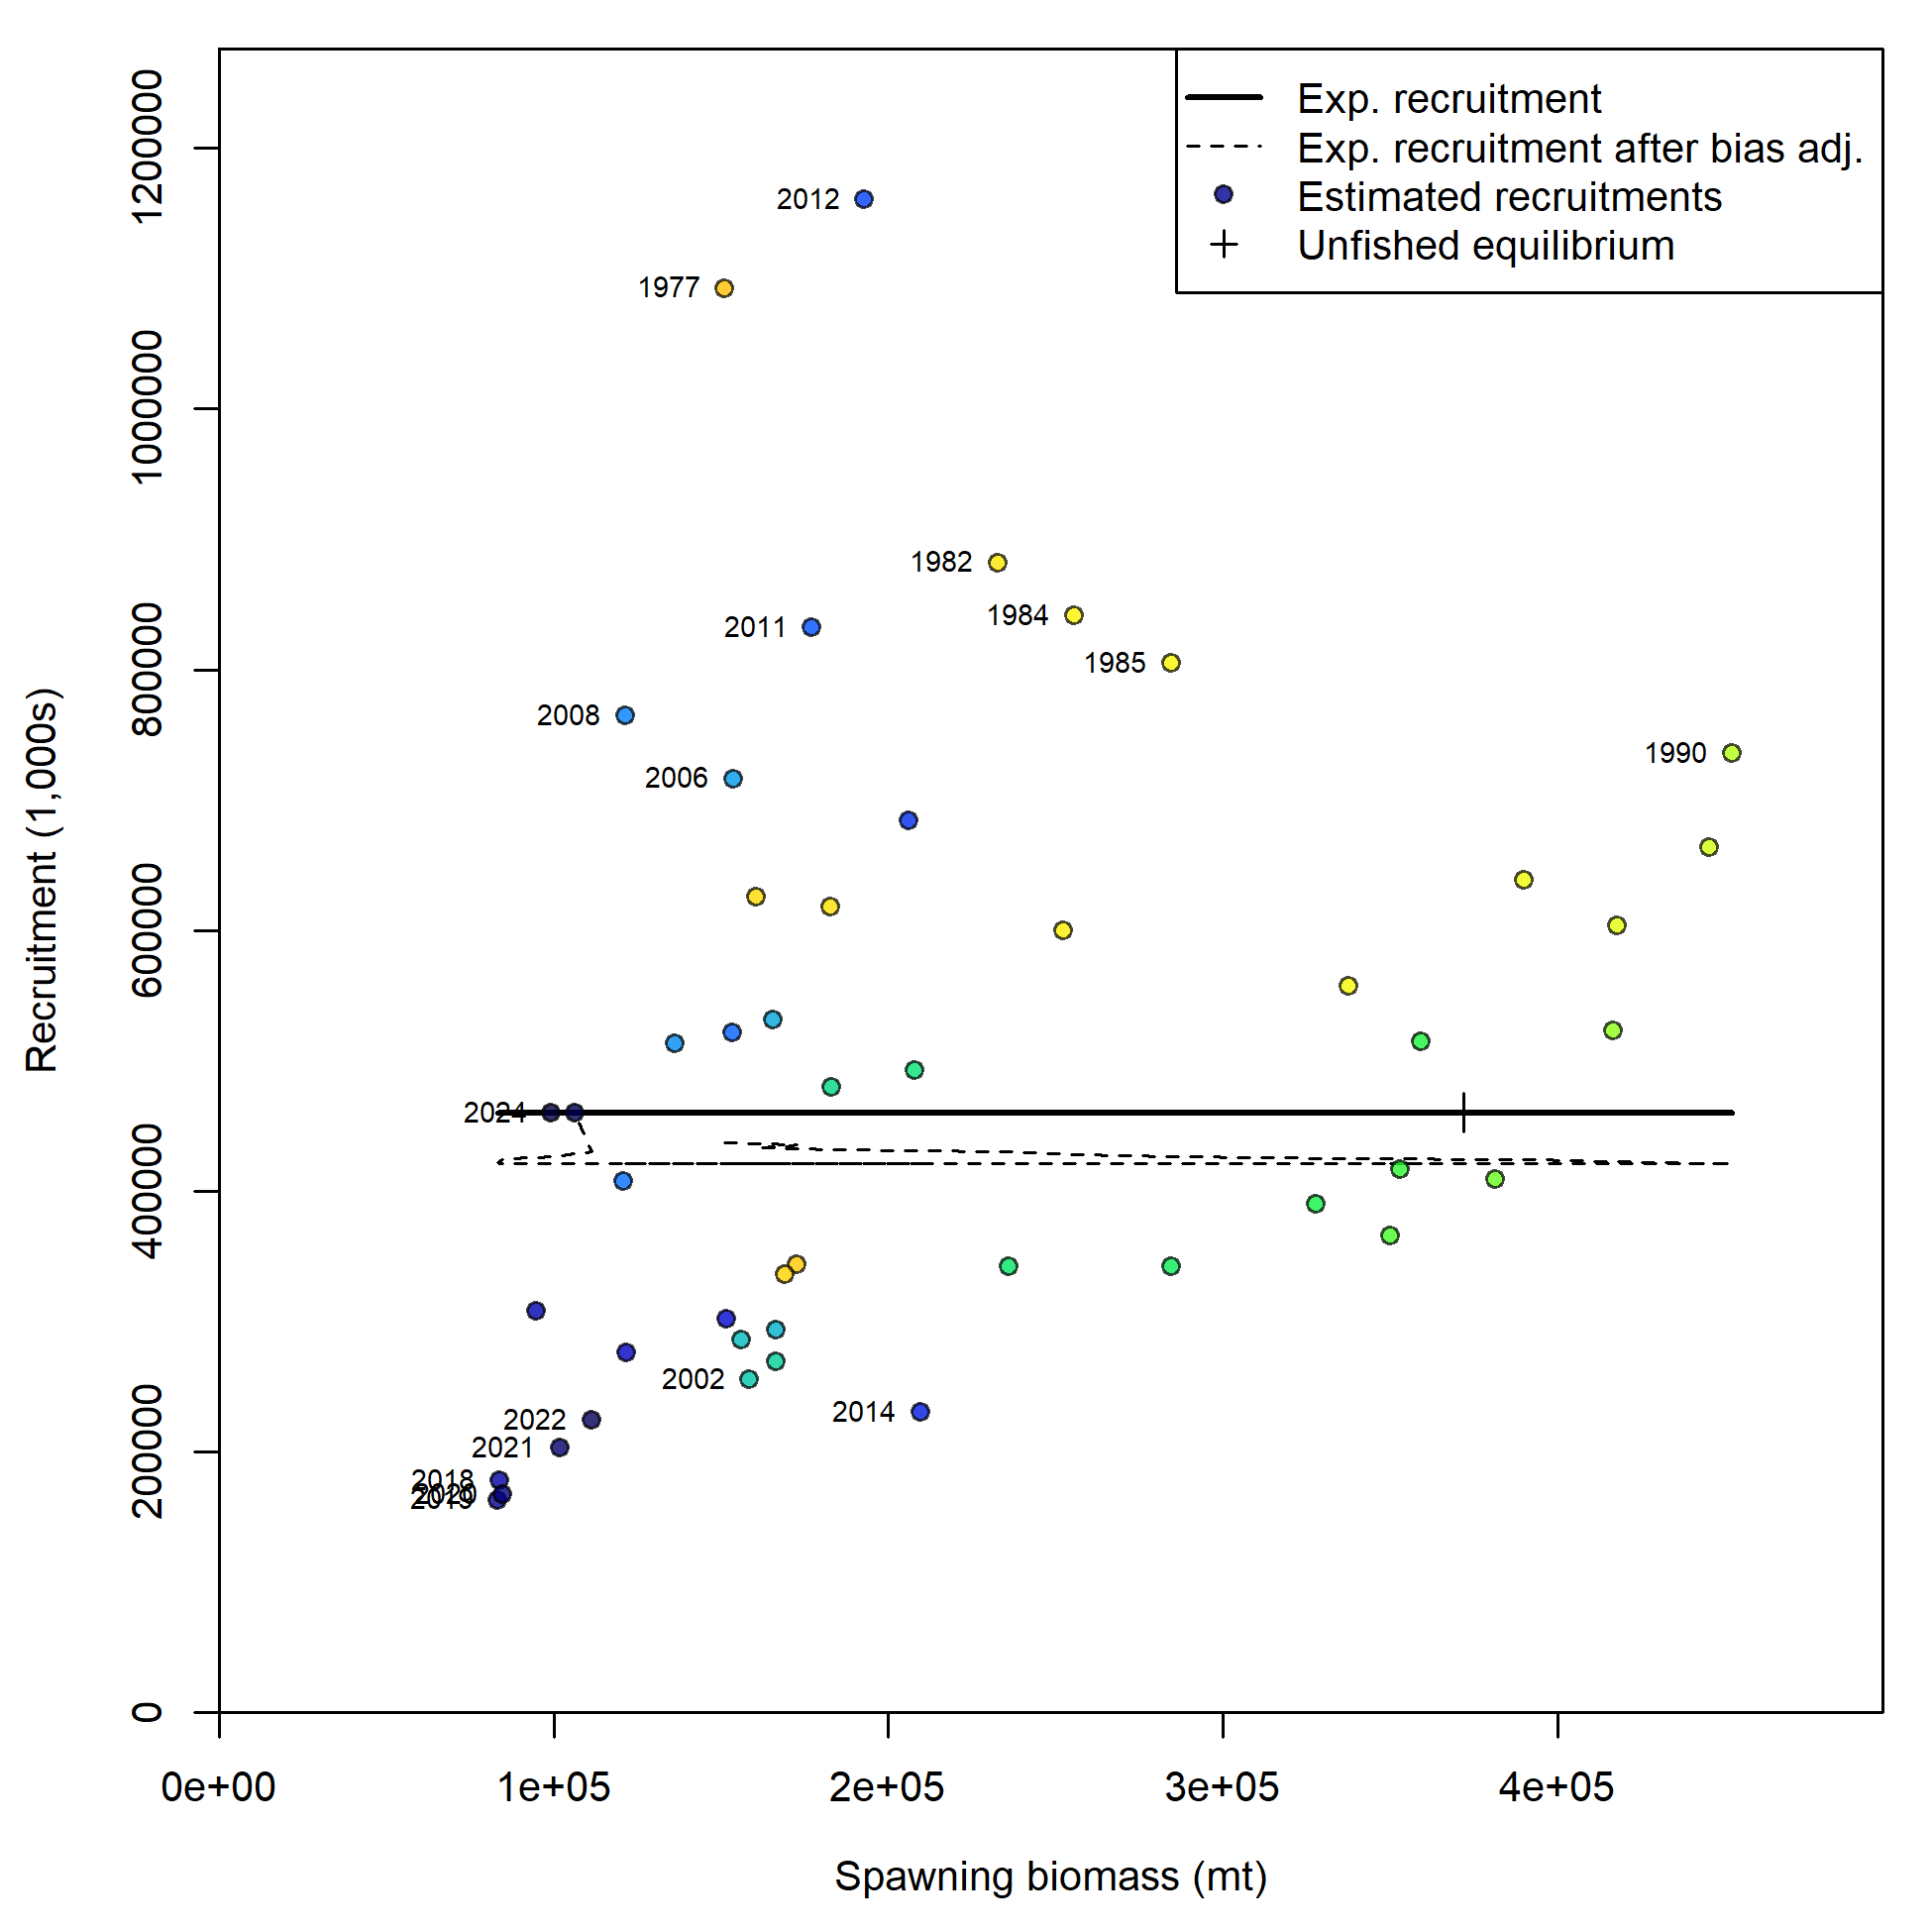 Exp. recruitment
Exp. recruitment after bias adj.
Estimated recruitments
Unfished equilibrium
1200000
1000000
800000
600000
400000
200000
0
Recruitment (1,000s)
2012
1977
1982
1984
2011
1985
2008
1990
2006
2024
2002
2014
2022
2021
2018
2020
2019
0e+00
1e+05
2e+05
3e+05
4e+05
Spawning biomass (mt)